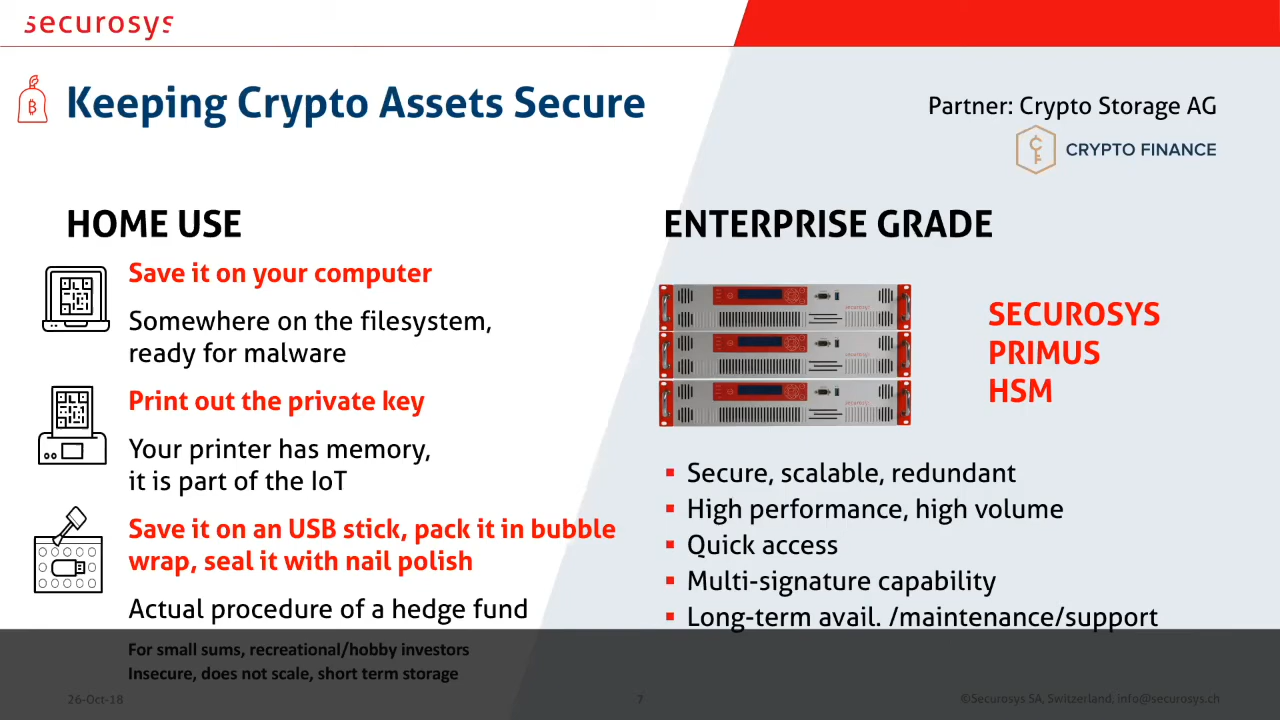 securosys
Keeping Crypto Assets Secure
Partner: Crypto Storage AG
CRYPTO FINANCE
HOME USE
Save it on your computer
Somewhere on the filesystem,
ready for malware
Print out the private key
Your printer has memory,
it is part of the IoT
Save it on an USB stick, pack it in bubble
wrap, seal it with nail polish
Actual procedure of a hedge fund
For small sums, recreational/hobby investors
Insecure, does not scale, short term storage
ENTERPRISE GRADE
securosys
securosys
securosys
SECUROSYS
PRIMUS
HSM
▪ Secure, scalable, redundant
▪ High performance, high volume
▪ Quick access
▪ Multi-signature capability
▪ Long-term avail. /maintenance/support
26-Oct-18
7
©Securosys SA, Switzerland, info@securosys.ch